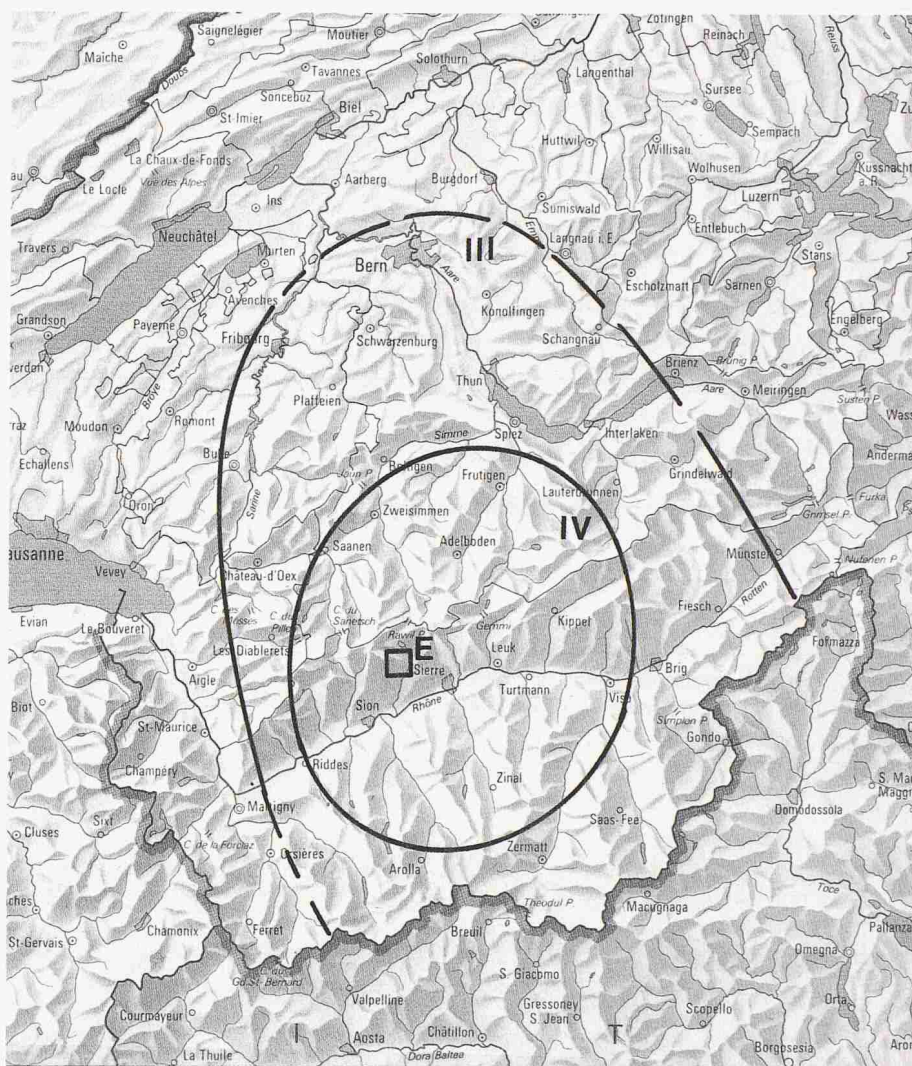 Saignelégier
Moutier
Zofingen
Reinach
Reuss
Maîche
Doubs
Tavannes
Solothurn
Langenthal
Sonceboz
Biel
Sursee
St-Imier
Sempach
Huttwil
Willisau
La Chaux-de-Fonds
Vue des Alpes
Wolhusen
Küssnacht
a. R.
Le Locle
Aarberg
Burgdorf
Luzern
Ins
Sumiswald
Travers
Neuchâtel
Murten
III
Emme
Langnau i. E.
Entlebuch
Stans
Bern
Aare
Avenches
Escholzmatt
Sarnen
Grandson
Payerne
Konolfingen
Engelberg
Fribourg
Schwarzenburg
Schangnau
Brienz
Brünig P.
Broye
Thun
Aare
Meiringen
Plaffeien
Susten P.
Romont
Moudon
Simme
Spiez
Interlaken
Echallens
Bulle
Jaun P.
Boltigen
Grindelwald
Frutigen
Lauterbrunnen
Furka
Oron
Saane
Zweisimmen
IV
Grimsel P.
ausanne
Saanen
Adelboden
Münster
Nufenen P.
Vevey
Château-d'Oex
Rotten
Evian
Le Bouveret
C. des
Mosses
C. du
Pillon
C. du
Sanetsch
Rawil P.
Gemmi
Kippel
Fiesch
Formazza
Les Diablerets
E
Leuk
Aigle
Sierre
Brig
Turtmann
Biot
Sion
Rhône
Visp
Simplon P.
St-Maurice
Gondo
Champéry
Riddes
Zinal
Domodossola
Martigny
Saas-Fee
Cluses
Sixt
C. de la Forclaz
Orsières
Arolla
Zermatt
Toce
Theodul P.
Macugnaga
St-Gervais
Chamonix
Ferret
Breuil
Pallanza
Omegna
C. du
Gd. St-Bernard
S. Giacomo
Valpelline
Gressoney
S. Jean
Scopello
Orta
Courmayeur
I
T
Aosta
Châtillon
La Thuile
Dora Baltea
Borgosesia